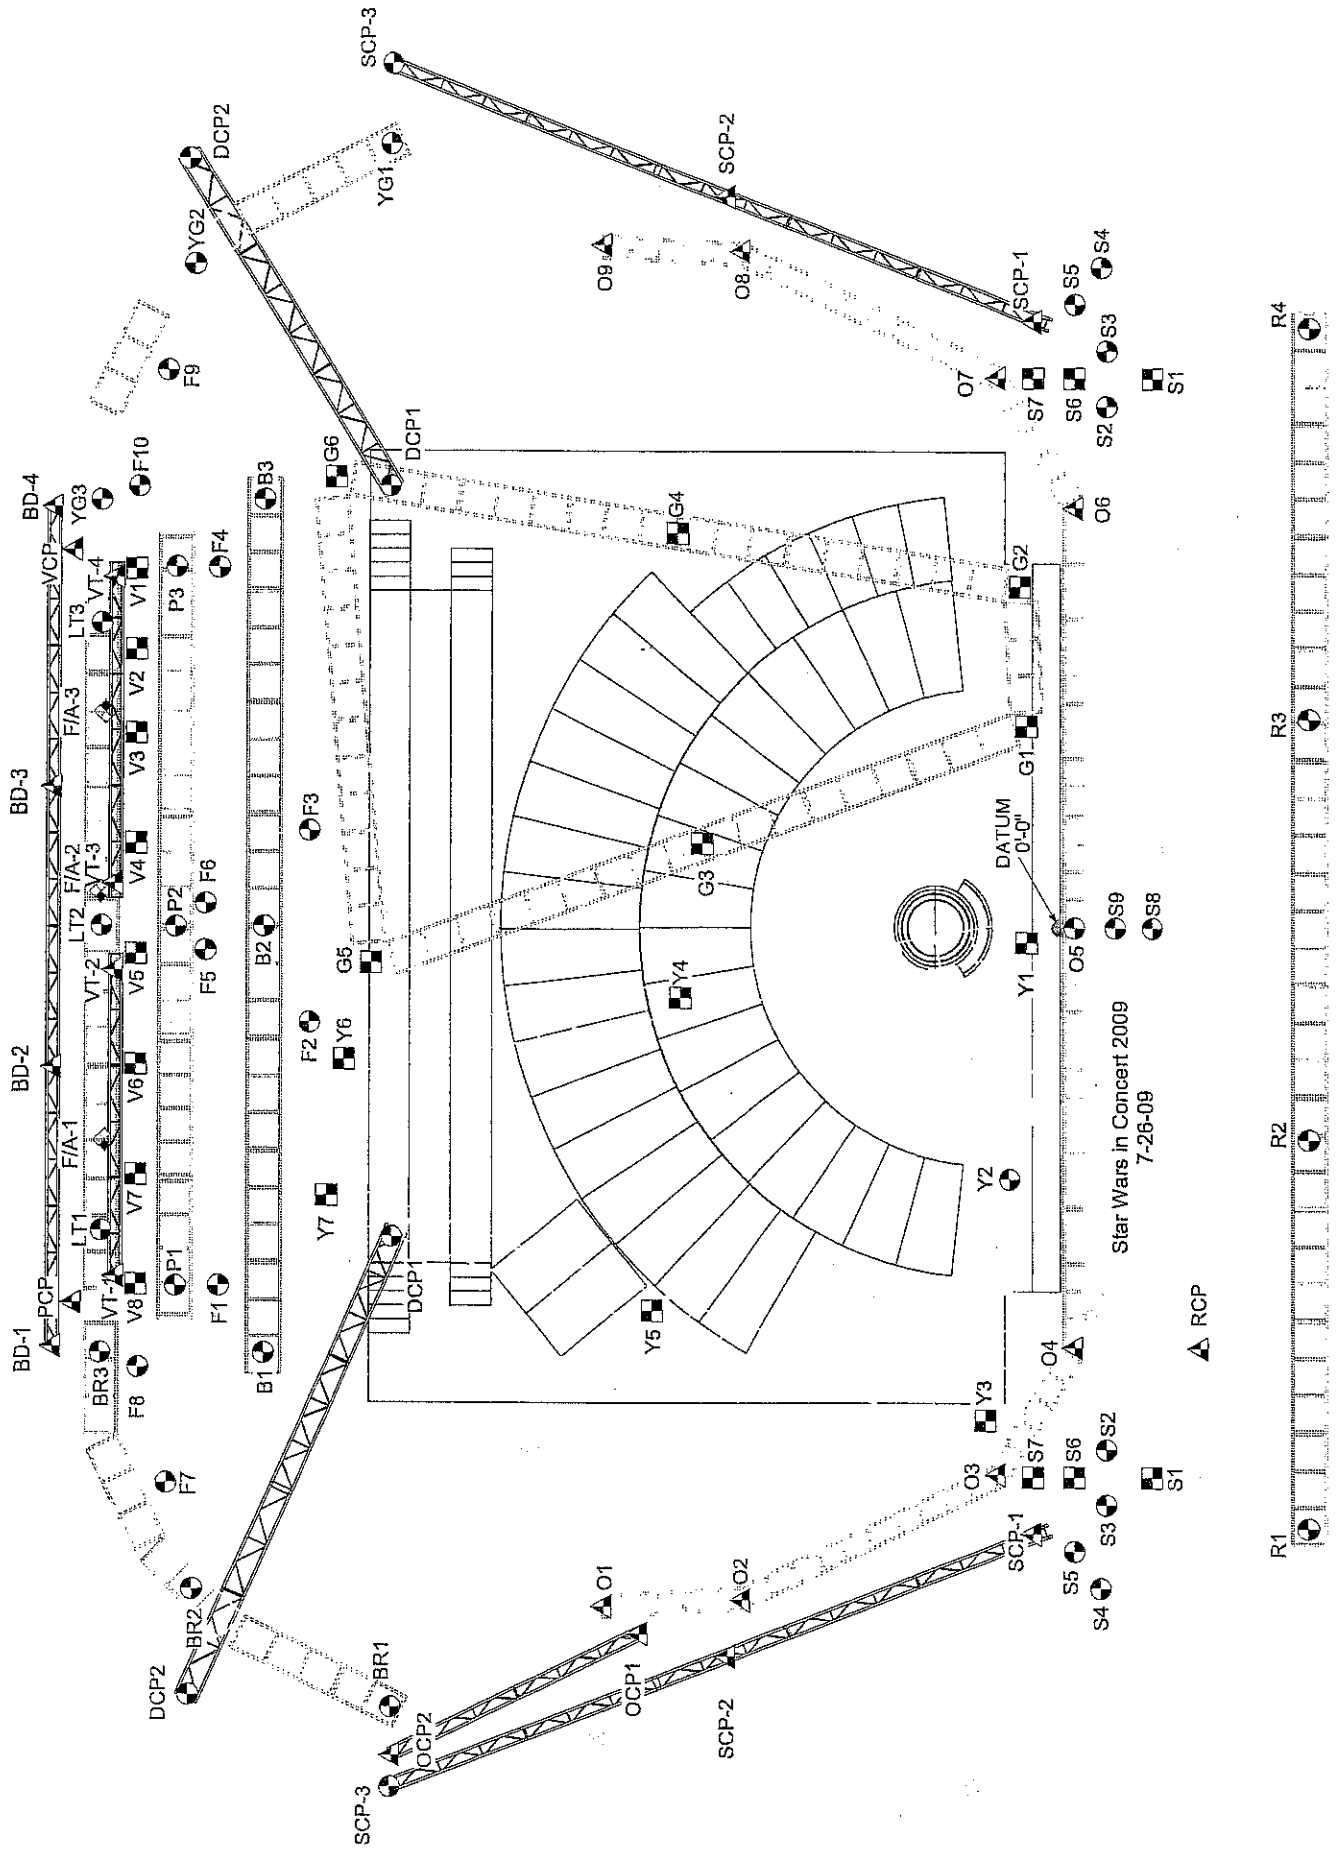 BD-1
PCP
BD-2
BD-3
BD-4
VCP
YG3
F/A-1
F/A-2
F/A-3
LT1
LT2
LT3
VT-1
VT-2
VT-3
VT-4
BR3
F8
V8
V7
V6
V5
V4
V3
V2
V1
F10
F9
F7
P1
P2
P3
F1
F5
F6
F4
B1
B2
B3
F2
F3
YG2
DCP2
YG1
SCP-3
DCP2
BR2
BR1
OCP2
SCP-3
DCP1
Y7
Y6
G5
G6
DCP1
O1
OCP1
SCP-2
O2
Y5
Y4
G3
G4
O9
O8
SCP-2
SCP-1
O3
Y3
Y2
Y1
DATUM
0'-0"
G1
G2
O7
SCP-1
S7
S6
S5
S4
S3
S2
S1
O4
RCP
O5
S9
S8
O6
S7
S6
S2
S3
S5
S4
S1
Star Wars in Concert 2009
7-26-09
R1
R2
R3
R4